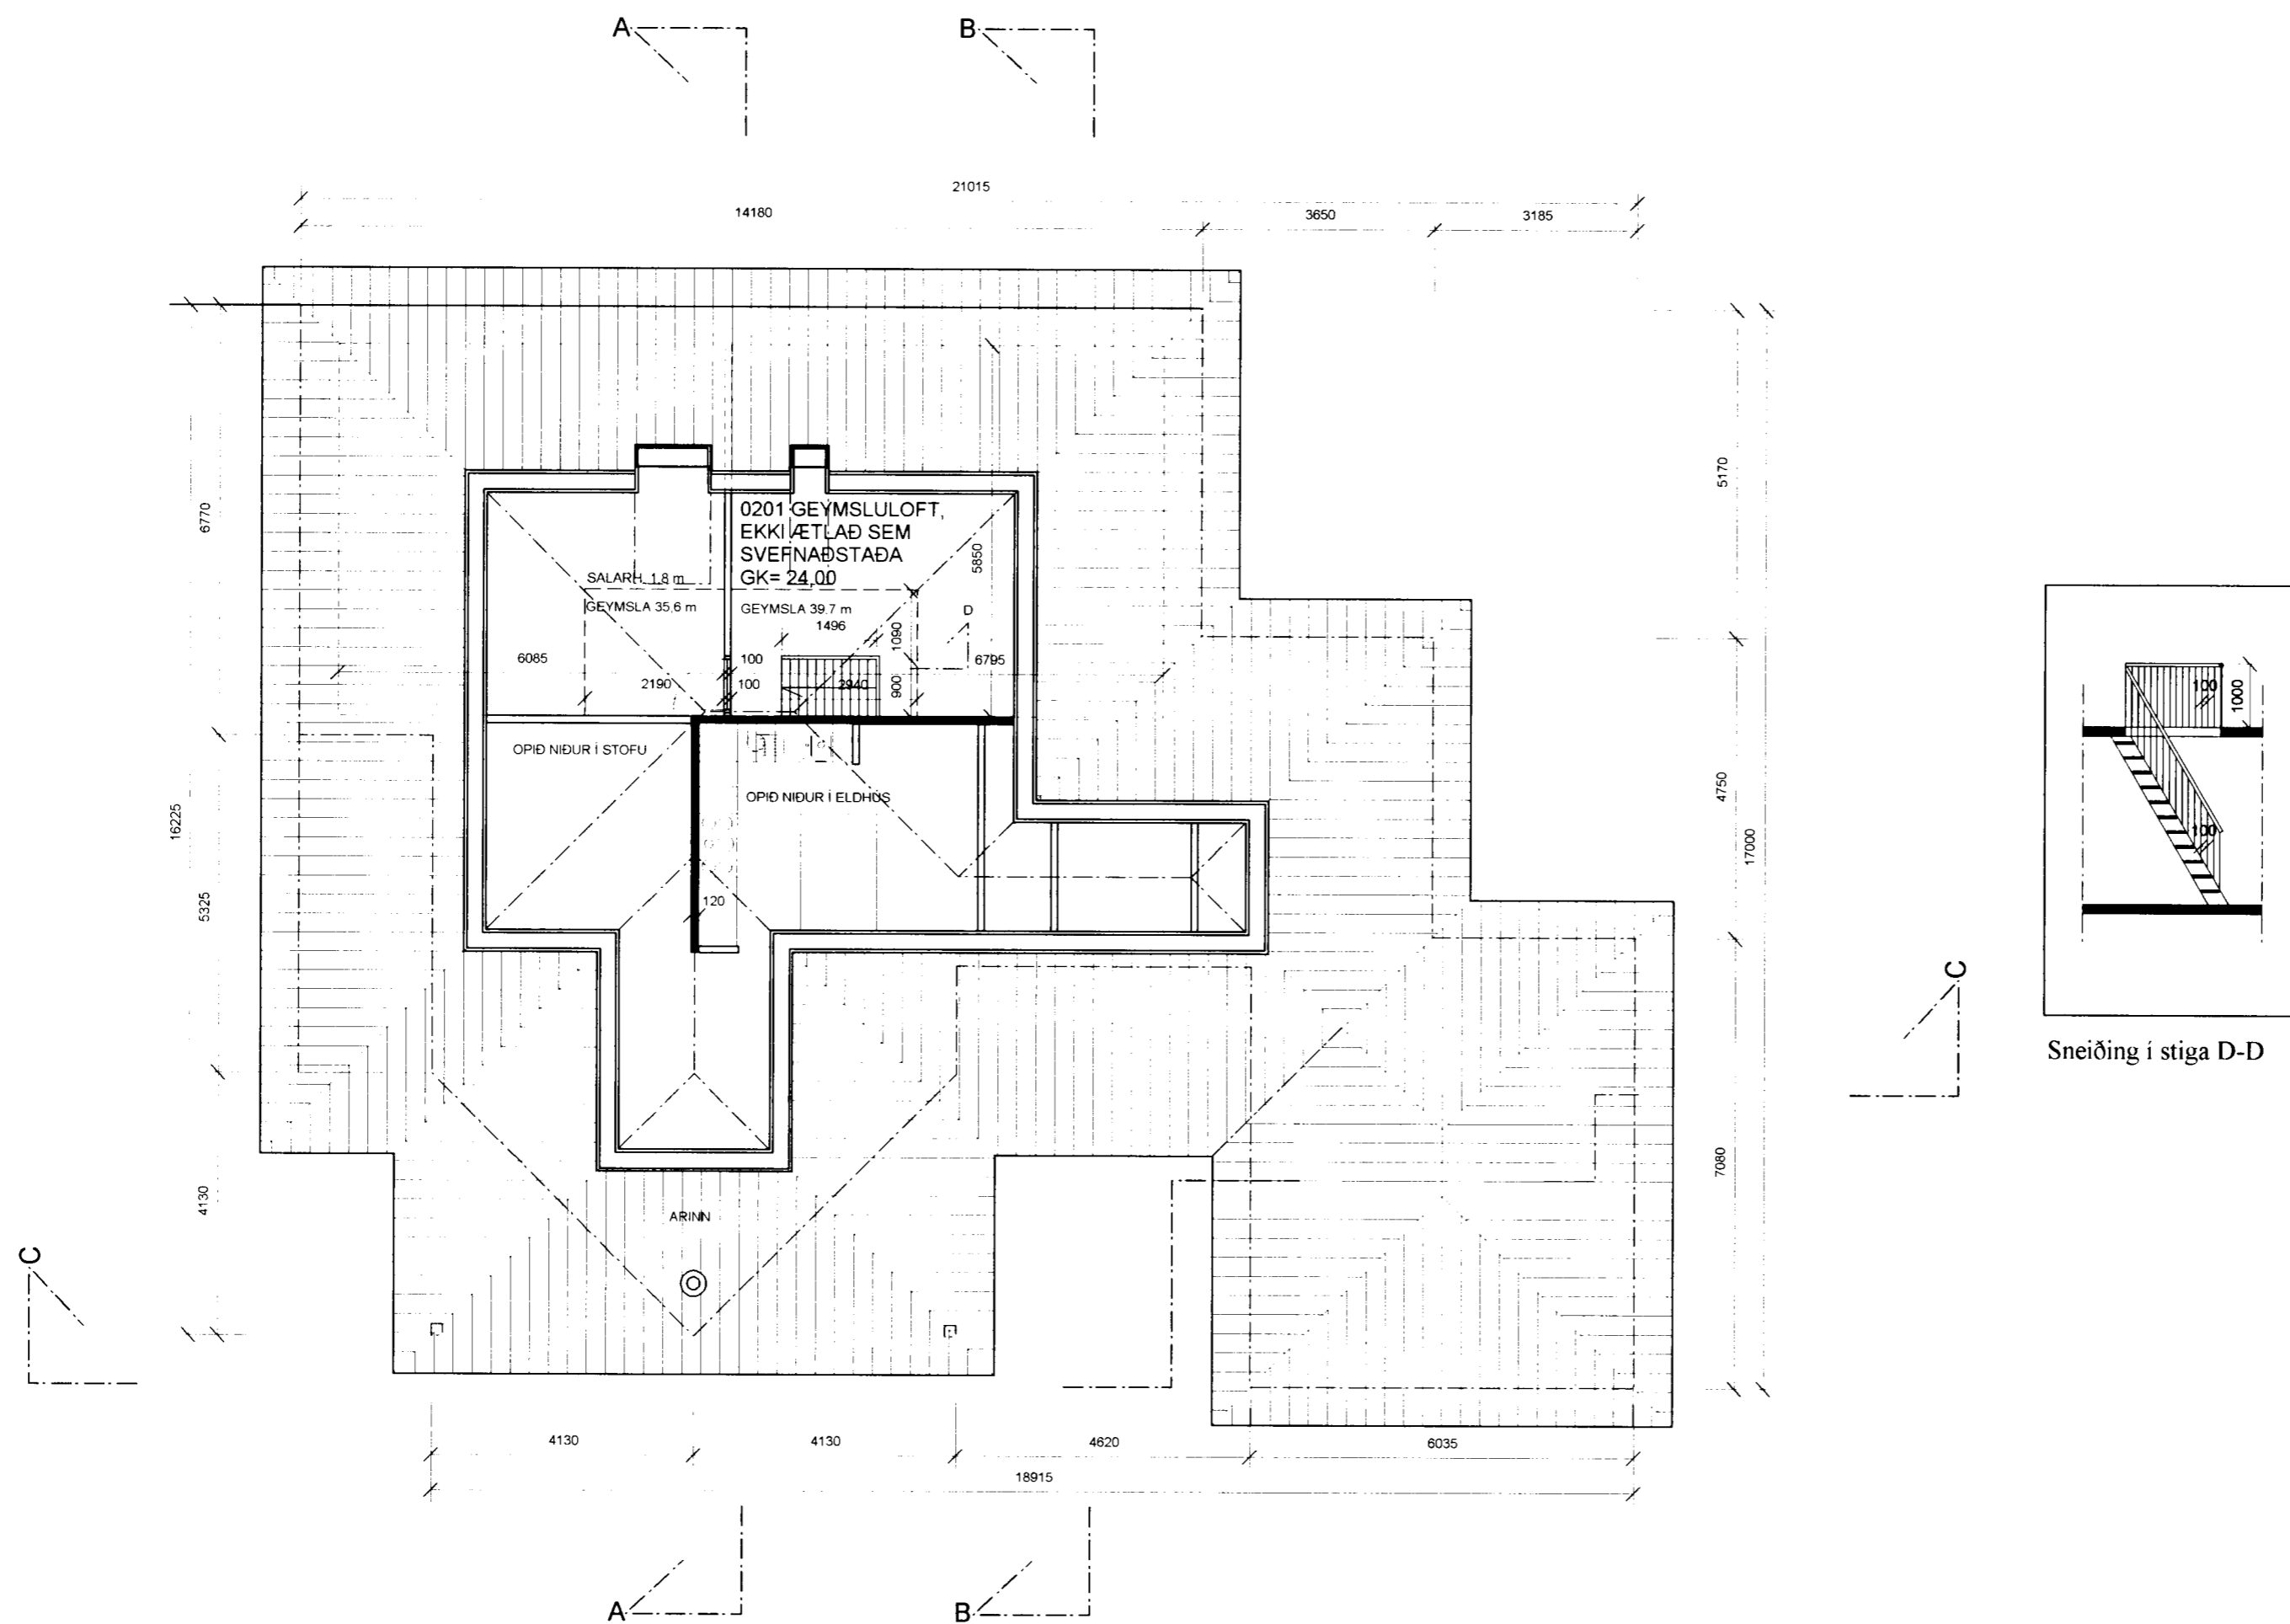 A
B
21015
14180
3650
3185
6770
5170
0201 GEYMSLULOFT,
EKKI ÆTLAÐ SEM
SVEFNAÐSTAÐA
GK= 24,00
5850
SALARH. 1,8 m
GEYMSLA 35,6 m
GEYMSLA 39.7 m
1496
1090
D
6085
100
6795
2190
100
2940
900
100
1000
100
OPIÐ NIÐUR Í STOFU
OPIÐ NIÐUR Í ELDHÚS
16225
4750
17000
5325
120
C
Sneiðing í stiga D-D
4130
7080
ARINN
C
4130
4130
4620
6035
18915
A
B